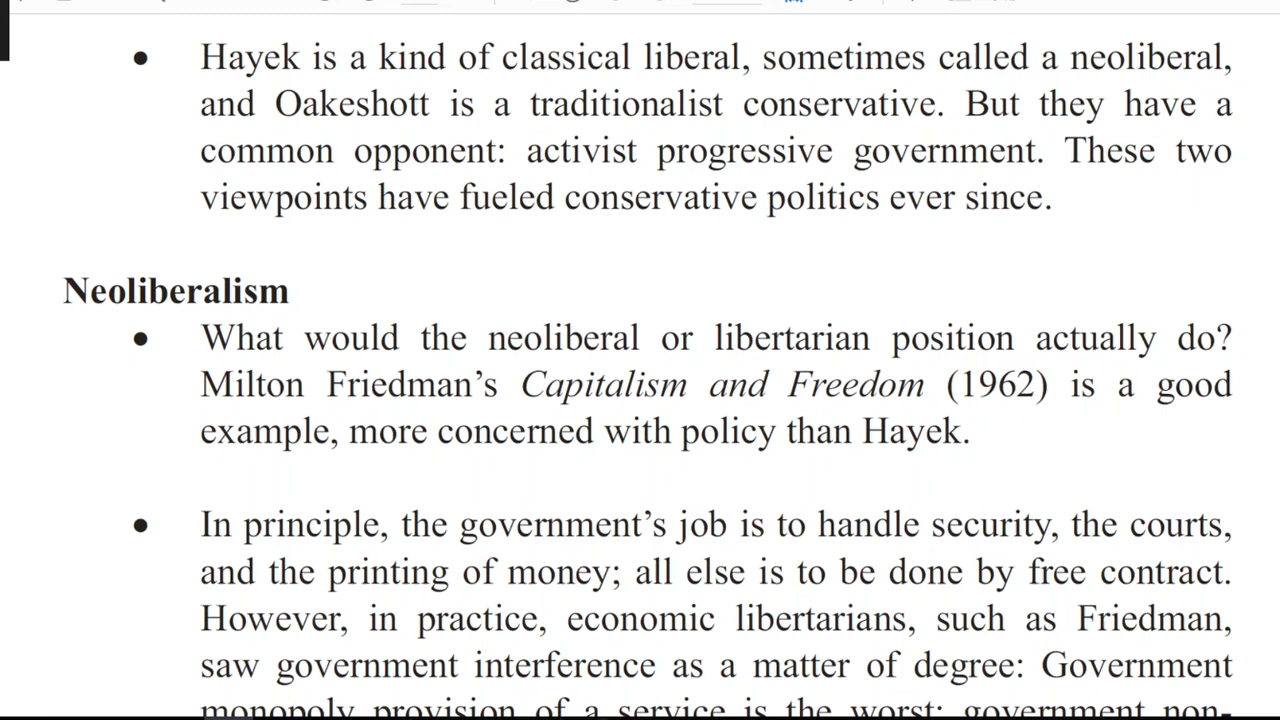 • Hayek is a kind of classical liberal, sometimes called a neoliberal,
and Oakeshott is a traditionalist conservative. But they have a
common opponent: activist progressive government. These two
viewpoints have fueled conservative politics ever since.
Neoliberalism
• What would the neoliberal or libertarian position actually do?
Milton Friedman’s Capitalism and Freedom (1962) is a good
example, more concerned with policy than Hayek.
• In principle, the government’s job is to handle security, the courts,
and the printing of money; all else is to be done by free contract.
However, in practice, economic libertarians, such as Friedman,
saw government interference as a matter of degree: Government
monopoly provision of a service is the worst; government non-